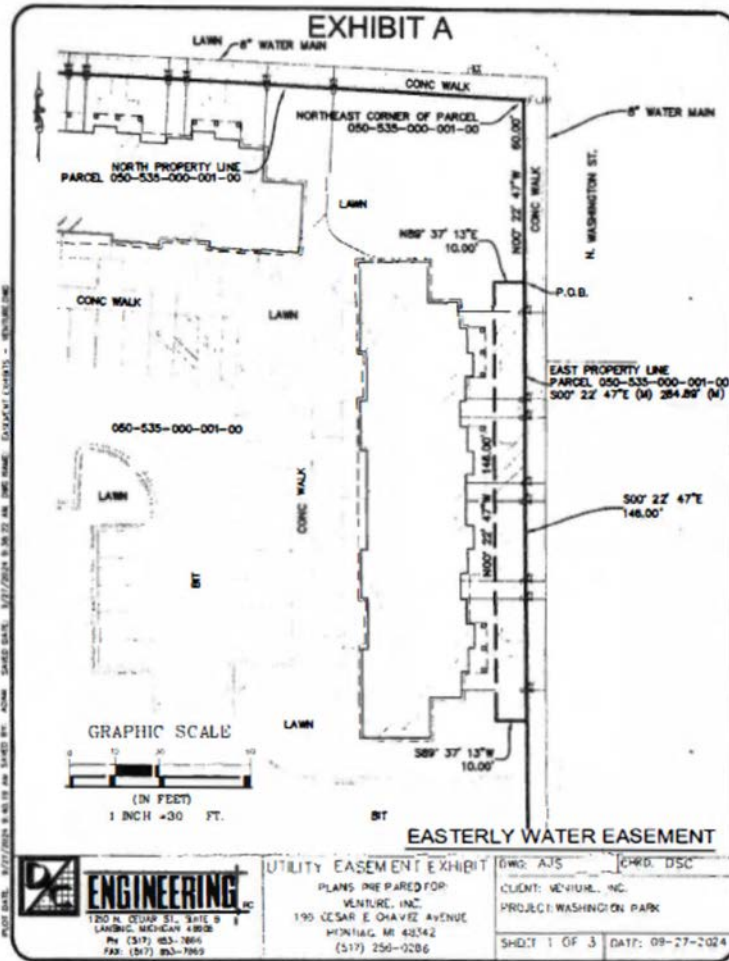 EXHIBIT A
LAWN
8" WATER MAIN
CONC WALK
NORTHEAST CORNER OF PARCEL
050-535-000-001-00
8" WATER MAIN
NORTH PROPERTY LINE
PARCEL 050-535-000-001-00
N00° 22' 47"W 60.00'
CONC WALK
N. WASHINGTON ST.
LAWN
N89° 37' 13"E
10.00'
P.O.B.
CONC WALK
LAWN
EAST PROPERTY LINE
PARCEL 050-535-000-001-00
S00° 22' 47"E (M) 284.89' (M)
050-535-000-001-00
N00° 22' 47"W 146.00'
LAWN
CONC WALK
S00° 22' 47"E
146.00'
BIT
GRAPHIC SCALE
LAWN
S89° 37' 13"W
10.00'
(IN FEET)
1 INCH =30 FT.
BIT
EASTERLY WATER EASEMENT
ENGINEERING
LANSING, MICHIGAN
UTILITY EASEMENT EXHIBIT
PLANS PREPARED FOR:
VENTURE, INC.
CESAR E CHAVEZ AVENUE
PONTIAC, MI 48342
DWG: AJS
CHKD. DSC
CLIENT: VENTURE, INC.
PROJECT: WASHINGTON PARK
SHEET 1 OF 3
DATE: 09-27-2024